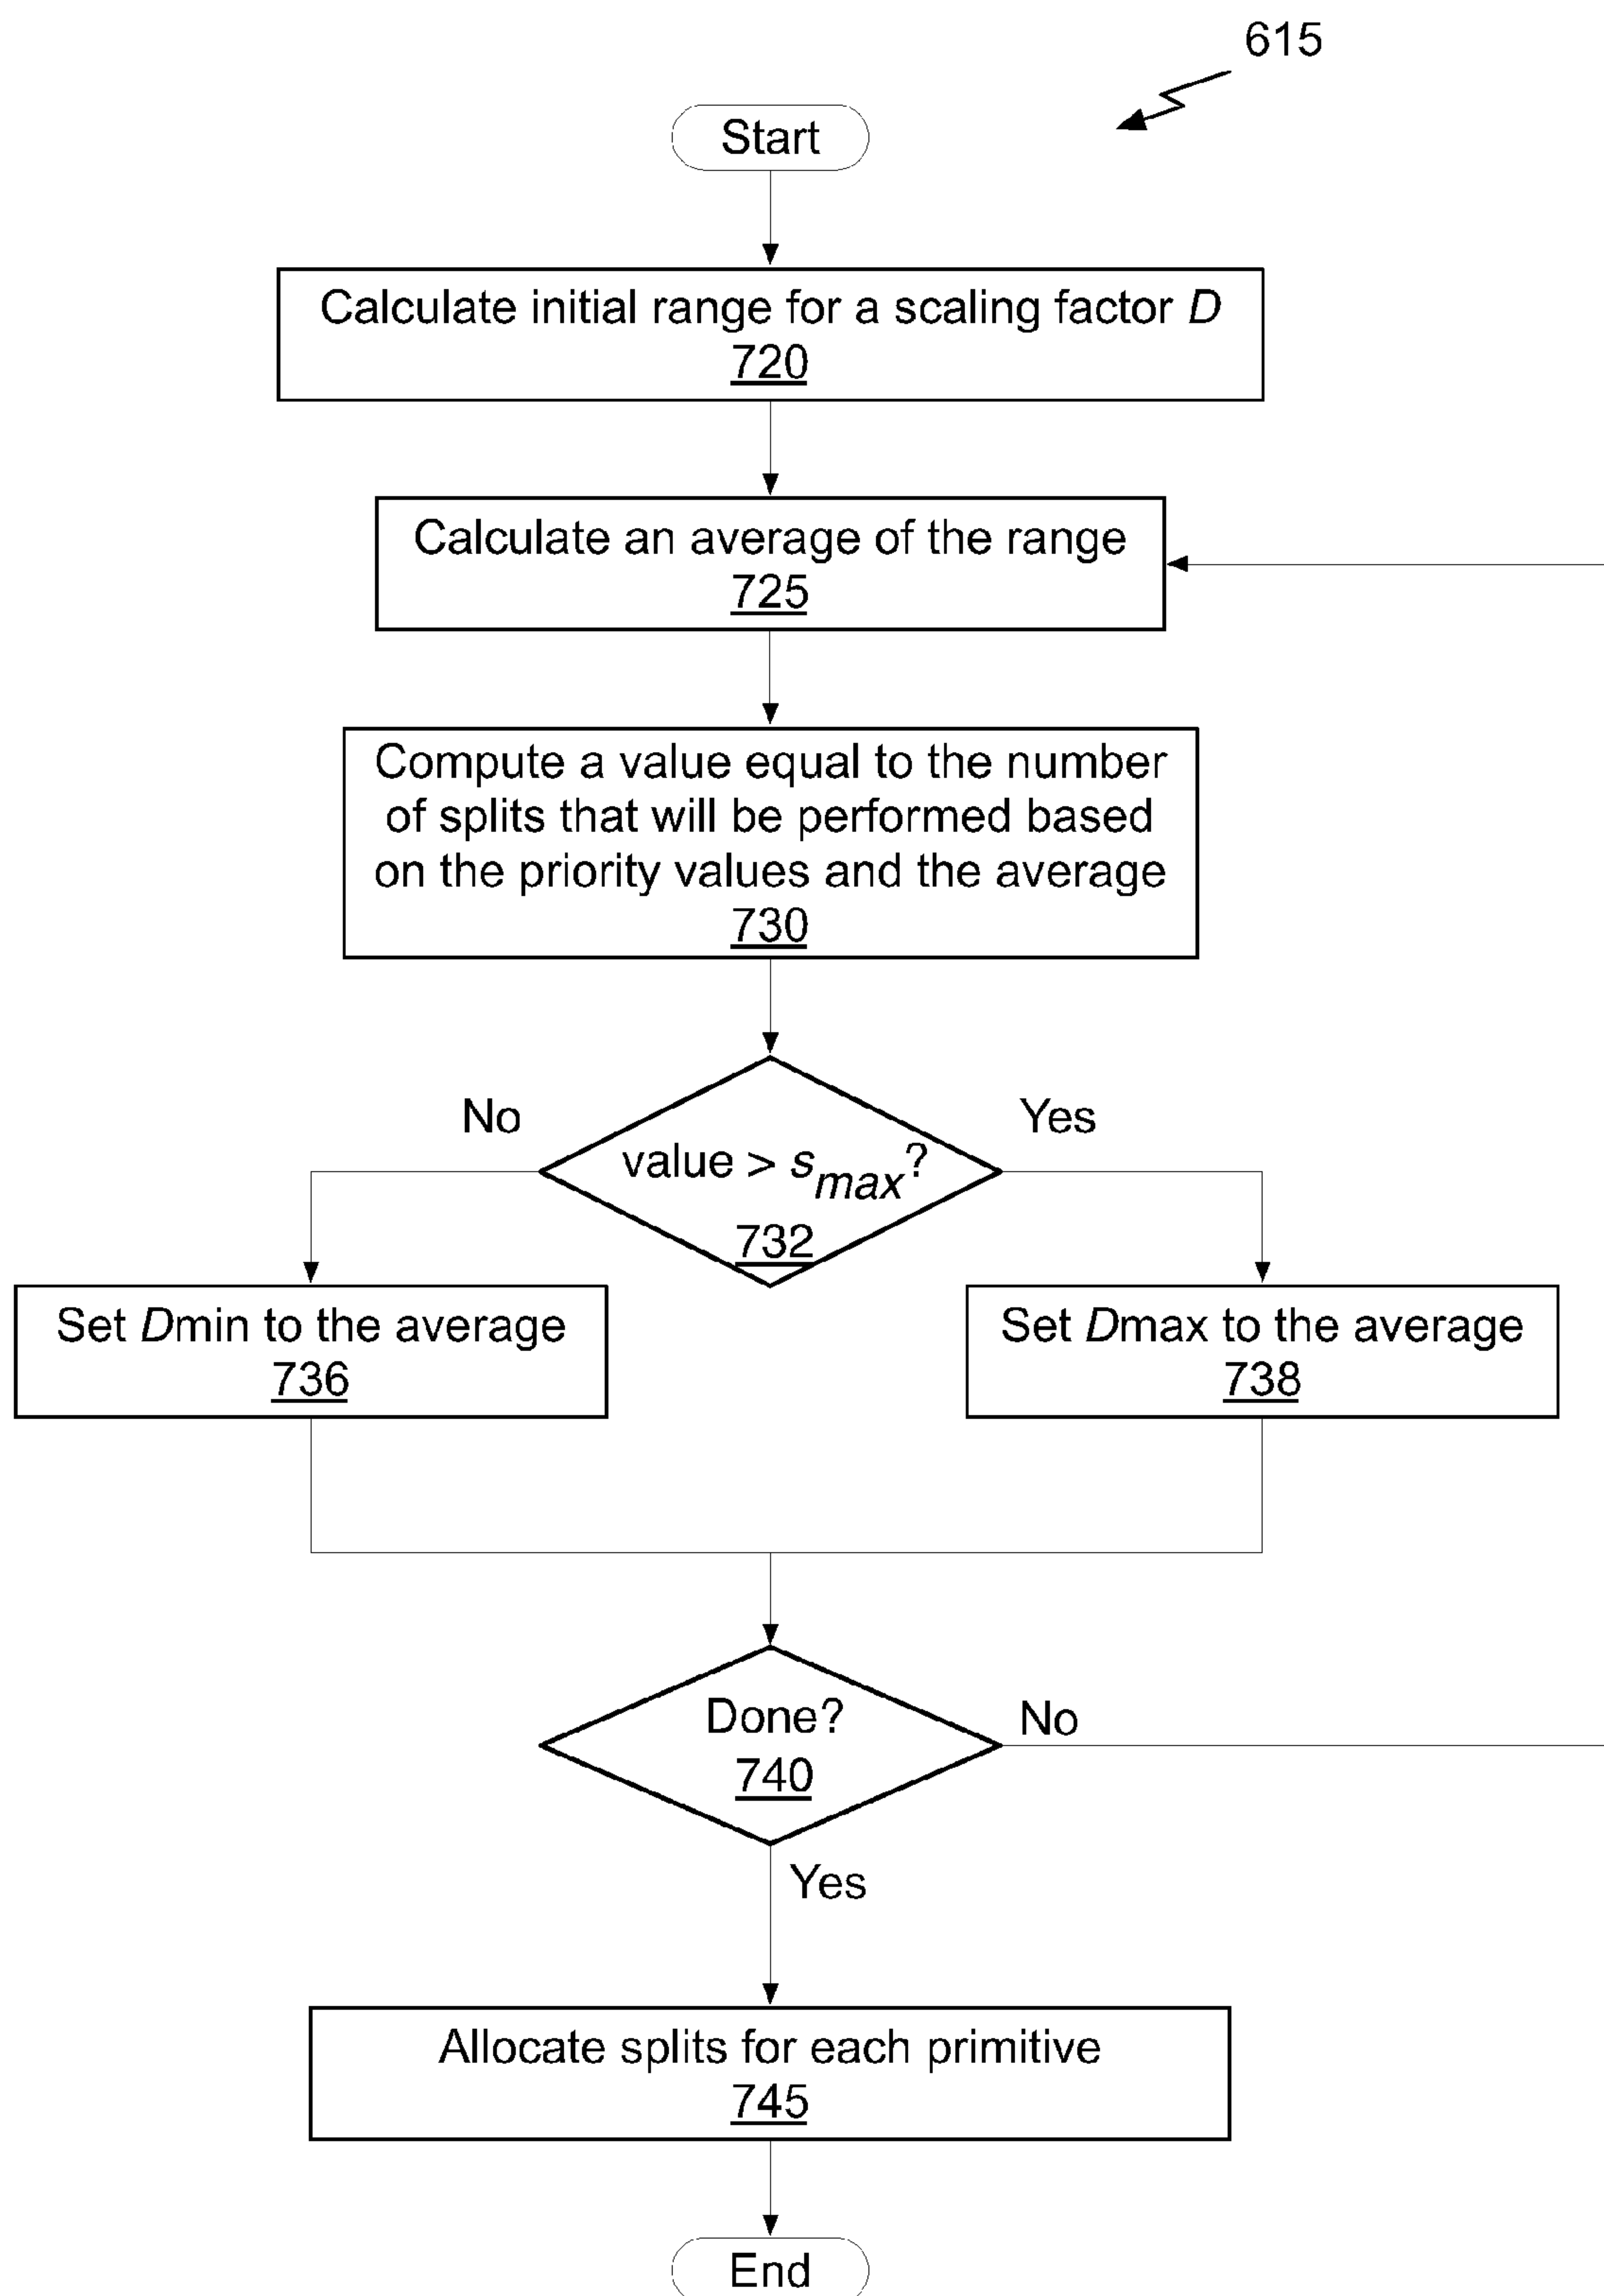 615
Start
Calculate initial range for a scaling factor D
720
Calculate an average of the range
725
Compute a value equal to the number
of splits that will be performed based
on the priority values and the average
730
No
Yes
value > smax?
732
Set Dmin to the average
736
Set Dmax to the average
738
Done?
740
No
Yes
Allocate splits for each primitive
745
End